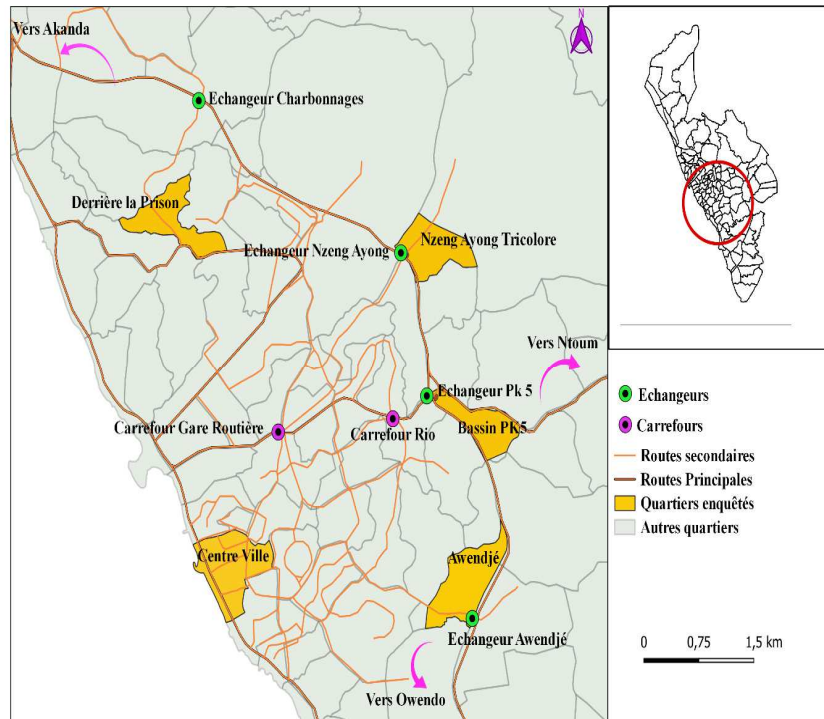 Vers Akanda
N
Echangeur Charbonnages
Derrière la Prison
Nzeng Ayong Tricolore
Echangeur Nzeng Ayong
Vers Ntoum
Echangeur Pk 5
Carrefour Gare Routière
Carrefour Rio
Bassin PK5
Centre Ville
Awendjé
Echangeur Awendjé
Vers Owendo
Echangeurs
Carrefours
Routes secondaires
Routes Principales
Quartiers enquêtés
Autres quartiers
0 0,75 1,5 km